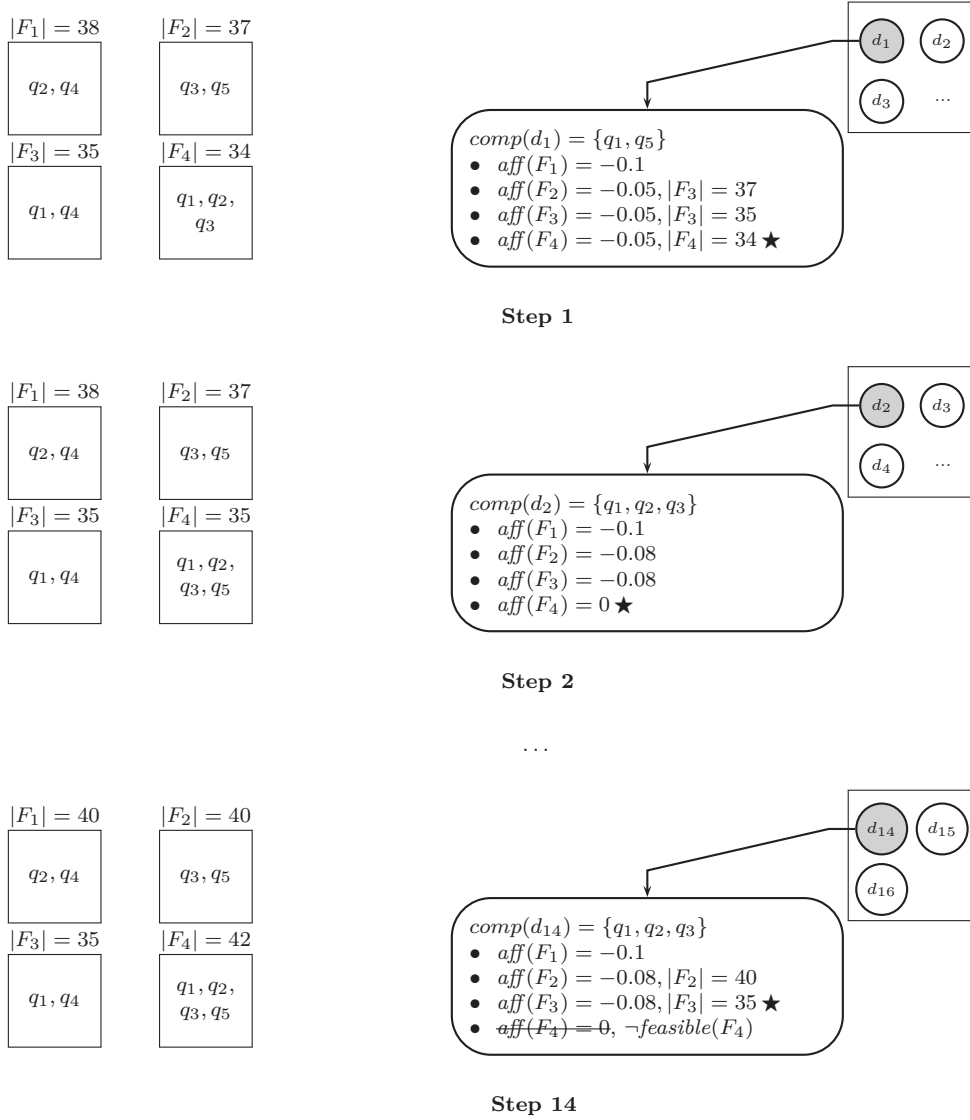 |F₁| = 38
|F₂| = 37
q₂, q₄
q₃, q₅
|F₃| = 35
|F₄| = 34
q₁, q₄
q₁, q₂,
q₃
d₁
d₂
d₃
...
comp(d₁) = {q₁, q₅}
• aff(F₁) = −0.1
• aff(F₂) = −0.05, |F₃| = 37
• aff(F₃) = −0.05, |F₃| = 35
• aff(F₄) = −0.05, |F₄| = 34 ★
Step 1
|F₁| = 38
|F₂| = 37
q₂, q₄
q₃, q₅
|F₃| = 35
|F₄| = 35
q₁, q₄
q₁, q₂,
q₃, q₅
d₂
d₃
d₄
...
comp(d₂) = {q₁, q₂, q₃}
• aff(F₁) = −0.1
• aff(F₂) = −0.08
• aff(F₃) = −0.08
• aff(F₄) = 0 ★
Step 2
...
|F₁| = 40
|F₂| = 40
q₂, q₄
q₃, q₅
|F₃| = 35
|F₄| = 42
q₁, q₄
q₁, q₂,
q₃, q₅
d₁₄
d₁₅
d₁₆
comp(d₁₄) = {q₁, q₂, q₃}
• aff(F₁) = −0.1
• aff(F₂) = −0.08, |F₂| = 40
• aff(F₃) = −0.08, |F₃| = 35 ★
• aff(F₄) = 0, ¬feasible(F₄)
Step 14